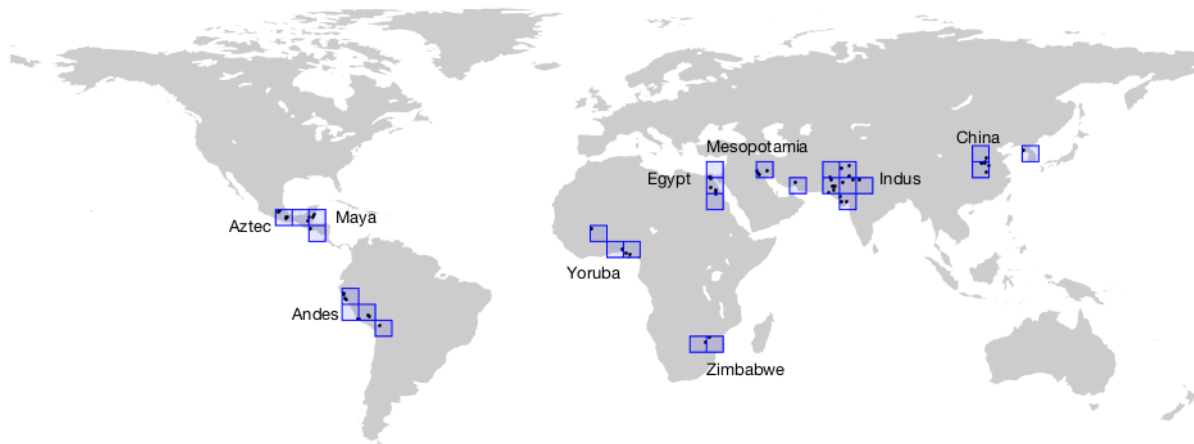 China
Mesopotamia
Egypt
Indus
Aztec
Maya
Yoruba
Andes
Zimbabwe